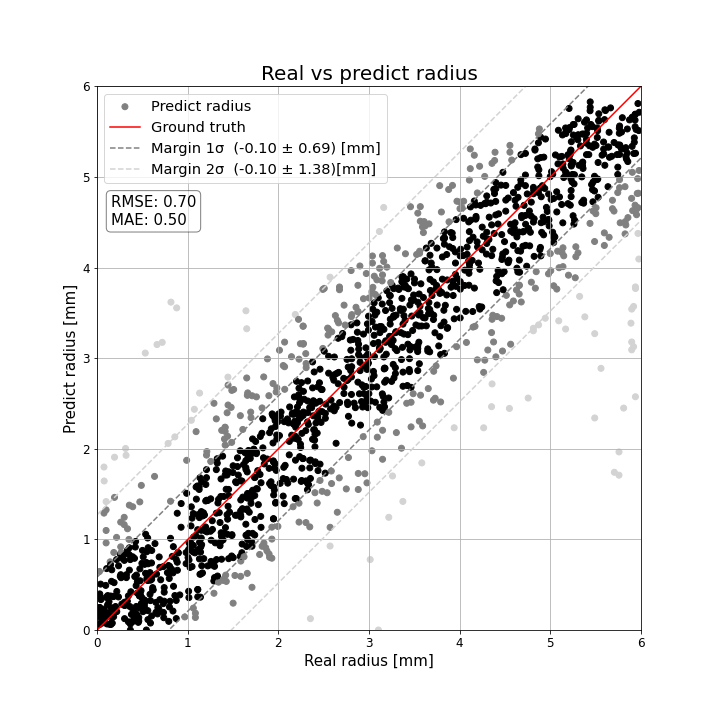 Real vs predict radius
6
Predict radius
Ground truth
Margin 1σ (-0.10 ± 0.69) [mm]
Margin 2σ (-0.10 ± 1.38)[mm]
5
RMSE: 0.70
MAE: 0.50
4
3
2
1
0
Predict radius [mm]
0 1 2 3 4 5 6
Real radius [mm]